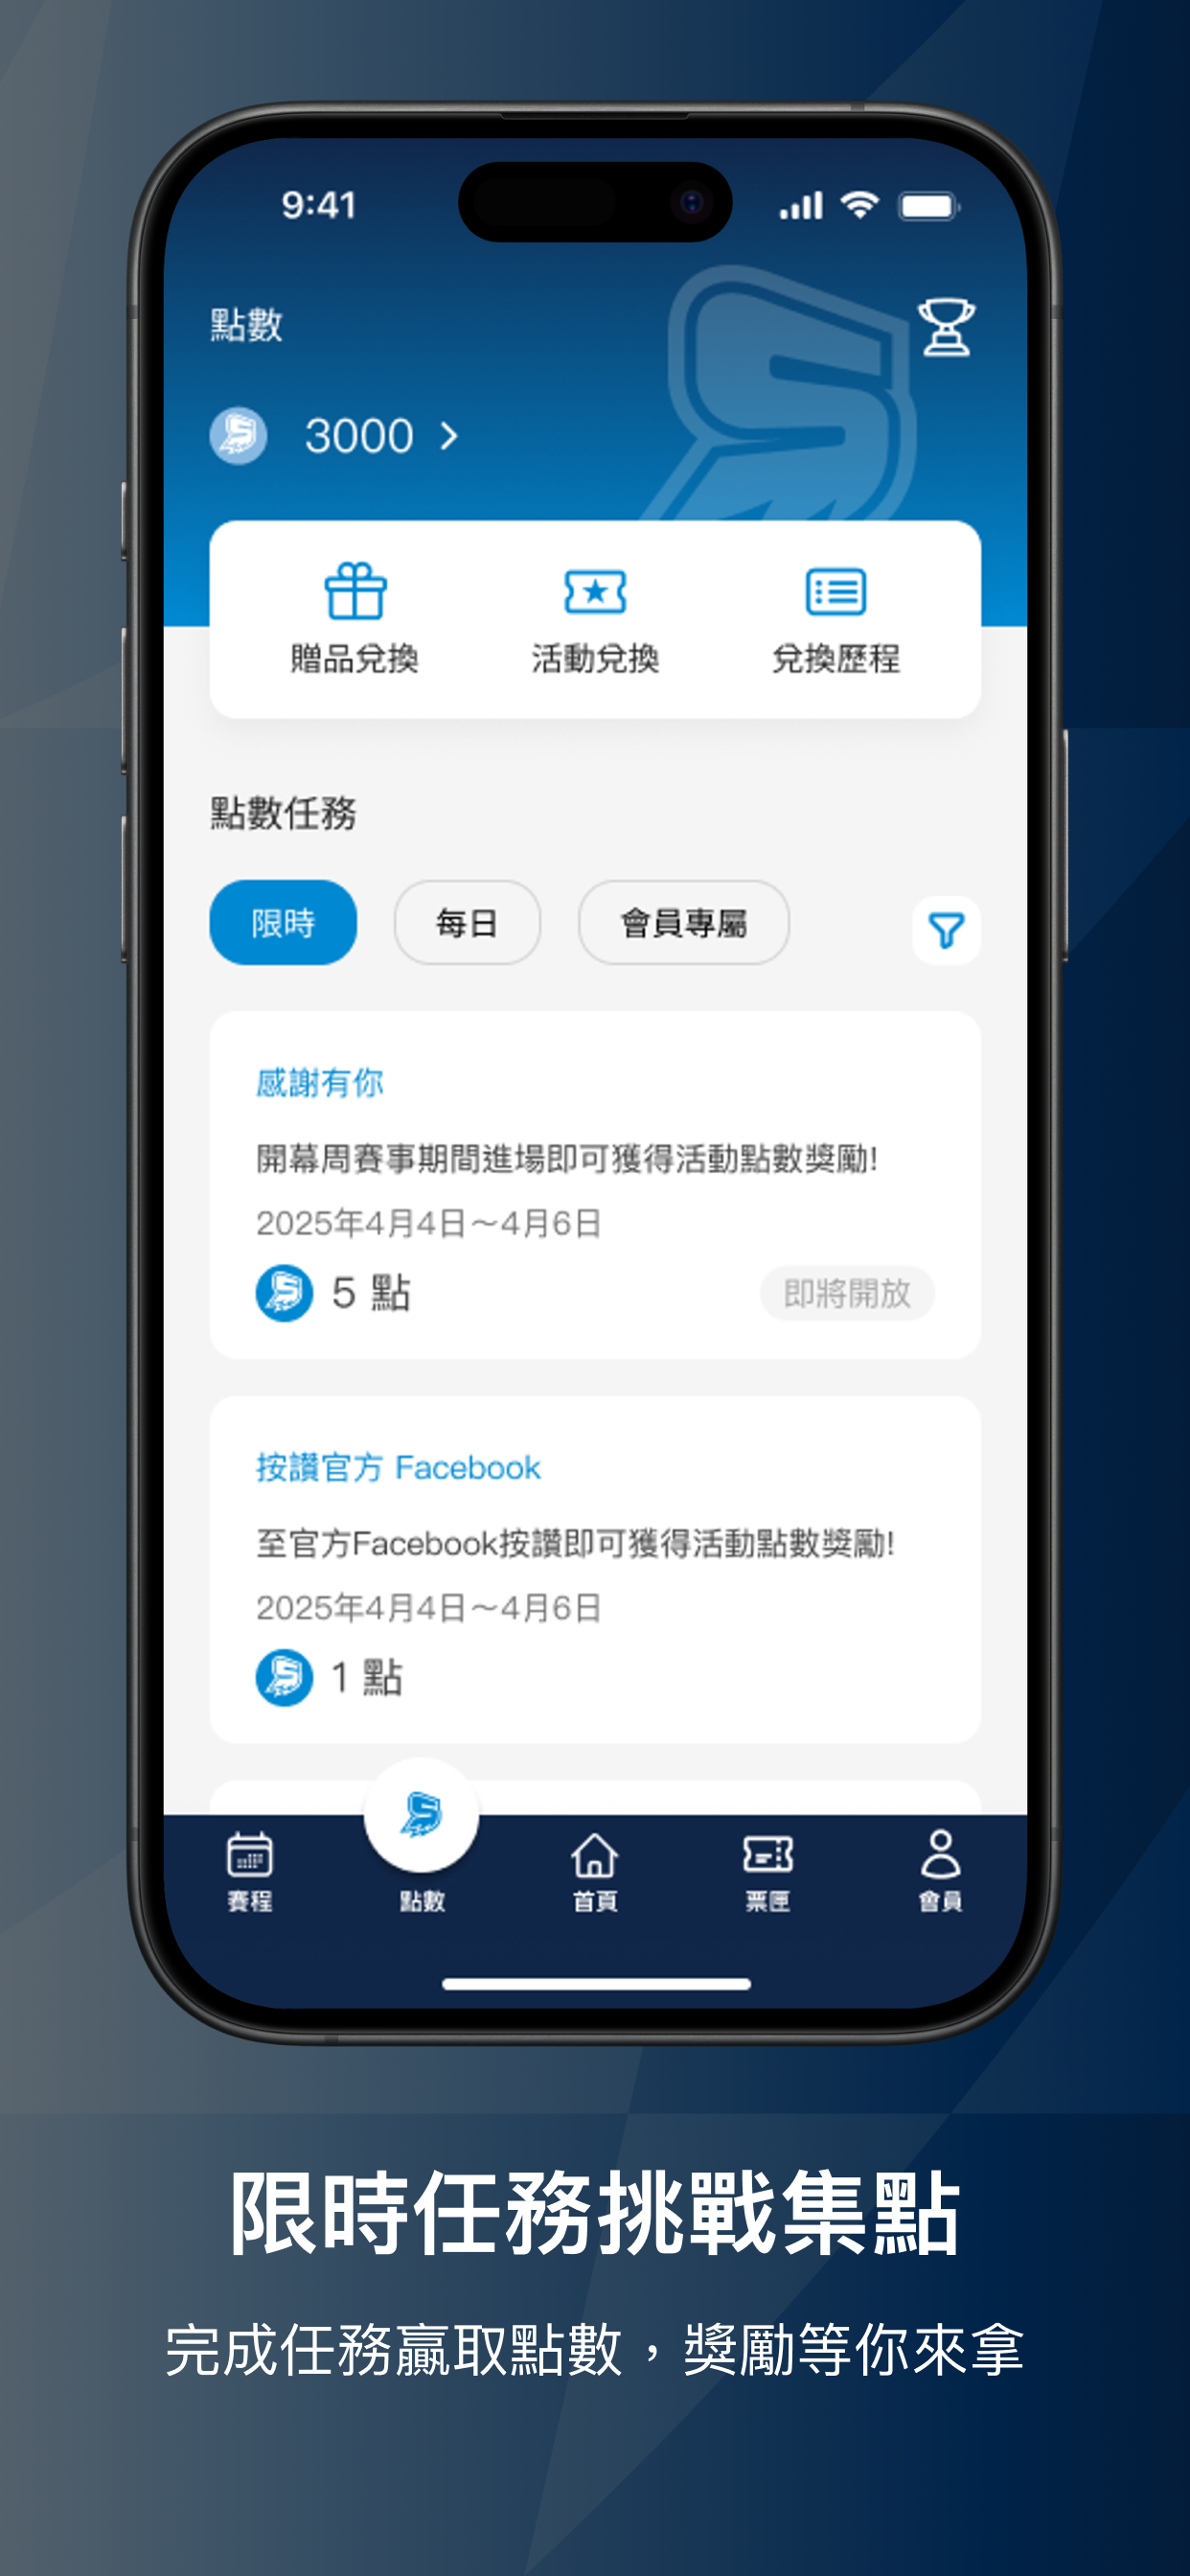 9:41
點數
3000
贈品兌換 活動兌換 兌換歷程
點數任務
限時 每日 會員專屬
感謝有你
開幕周賽事期間進場即可獲得活動點數獎勵!
2025年4月4日～4月6日
5 點 即將開放
按讚官方 Facebook
至官方Facebook按讚即可獲得活動點數獎勵!
2025年4月4日～4月6日
1 點
賽程 點數 首頁 票匣 會員
限時任務挑戰集點
完成任務贏取點數，獎勵等你來拿